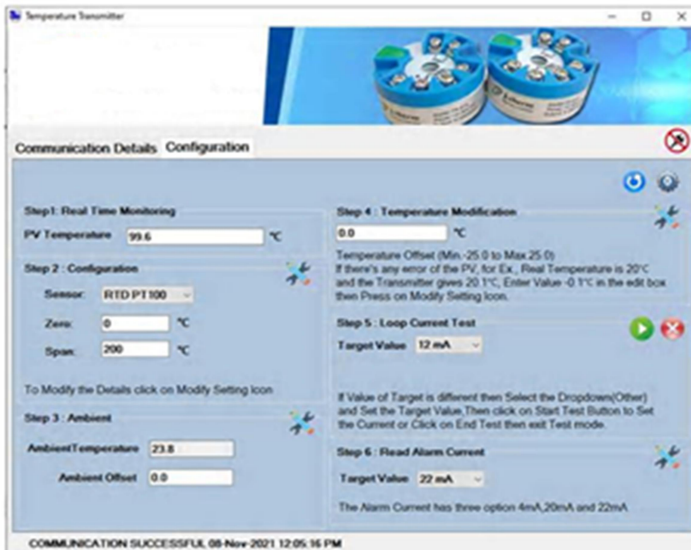 Temperature Transmitter
Communication Details Configuration
Step1: Real Time Monitoring
PV Temperature 99.6 °C
Step 2 : Configuration
Sensor: RTD PT100
Zero: 0 °C
Span: 200 °C
To Modify the Details click on Modify Setting Icon
Step 3 : Ambient
AmbientTemperature 23.8
Ambient Offset 0.0
Step 4 : Temperature Modification
0.0 °C
Temperature Offset (Min.-25.0 to Max.25.0)
If there's any error of the PV, for Ex., Real Temperature is 20°C
and the Transmitter gives 20.1°C, Enter Value -0.1°C in the edit box
then Press on Modify Setting Icon.
Step 5 : Loop Current Test
Target Value 12 mA
If Value of Target is different then Select the Dropdown(Other)
and Set the Target Value,Then click on Start Test Button to Set
the Current or Click on End Test then exit Test mode.
Step 6 : Read Alarm Current
Target Value 22 mA
The Alarm Current has three option 4mA,20mA and 22mA
COMMUNICATION SUCCESSFUL 08-Nov-2021 12:05:16 PM